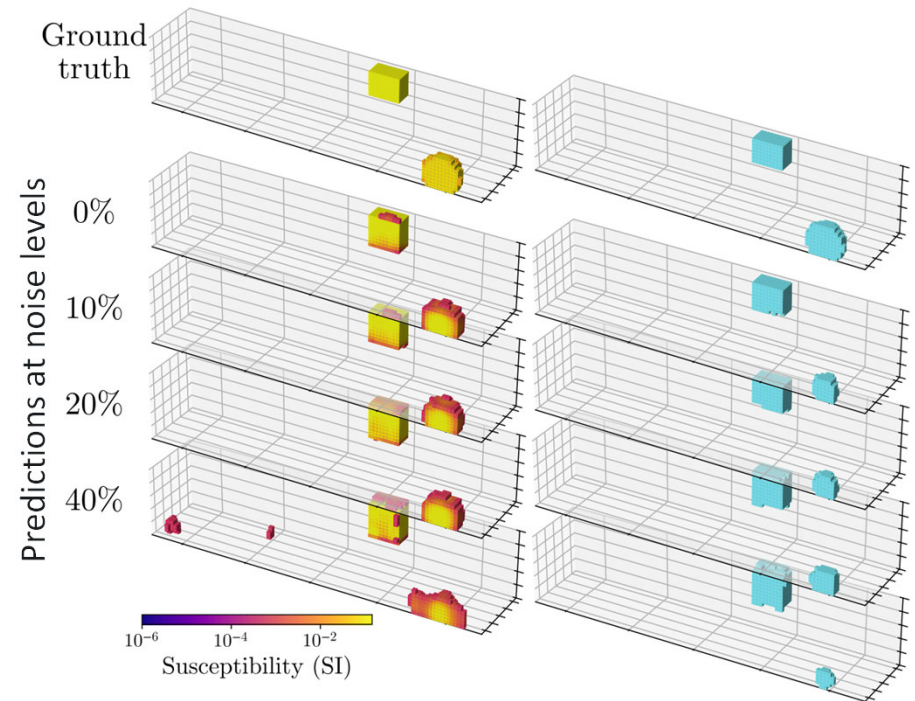 Ground
truth
Predictions at noise levels
0%
10%
20%
40%
10⁻⁶ 10⁻⁴ 10⁻²
Susceptibility (SI)